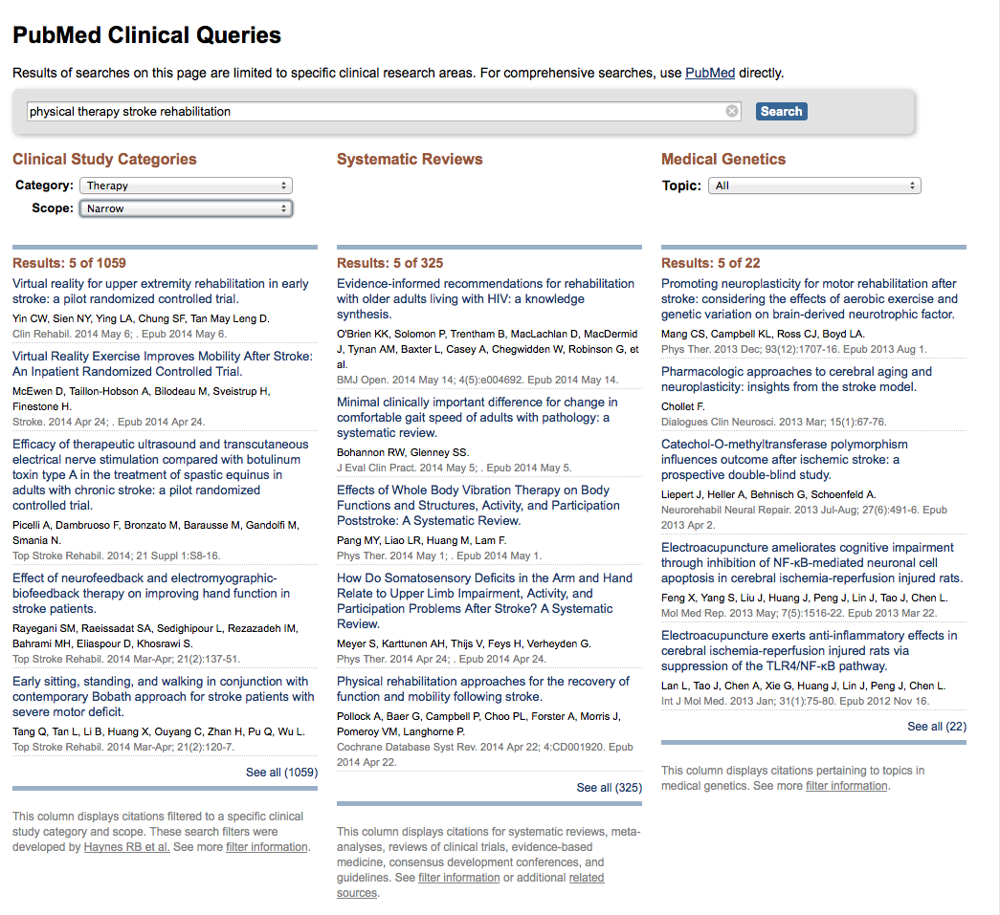 PubMed Clinical Queries
Results of searches on this page are limited to specific clinical research areas. For comprehensive searches, use PubMed directly.
physical therapy stroke rehabilitation
Search
Clinical Study Categories
Category: Therapy
Scope: Narrow
Results: 5 of 1059
Virtual reality for upper extremity rehabilitation in early
stroke: a pilot randomized controlled trial.
Yin CW, Sien NY, Ying LA, Chung SF, Tan May Leng D.
Clin Rehabil. 2014 May 6; . Epub 2014 May 6.
Virtual Reality Exercise Improves Mobility After Stroke:
An Inpatient Randomized Controlled Trial.
McEwen D, Taillon-Hobson A, Bilodeau M, Sveistrup H,
Finestone H.
Stroke. 2014 Apr 24; . Epub 2014 Apr 24.
Efficacy of therapeutic ultrasound and transcutaneous
electrical nerve stimulation compared with botulinum
toxin type A in the treatment of spastic equinus in
adults with chronic stroke: a pilot randomized
controlled trial.
Picelli A, Dambruoso F, Bronzato M, Barausse M, Gandolfi M,
Smania N.
Top Stroke Rehabil. 2014; 21 Suppl 1:S8-16.
Effect of neurofeedback and electromyographic-
biofeedback therapy on improving hand function in
stroke patients.
Rayegani SM, Raeissadat SA, Sedighipour L, Rezazadeh IM,
Bahrami MH, Eliaspour D, Khosrawi S.
Top Stroke Rehabil. 2014 Mar-Apr; 21(2):137-51.
Early sitting, standing, and walking in conjunction with
contemporary Bobath approach for stroke patients with
severe motor deficit.
Tang Q, Tan L, Li B, Huang X, Ouyang C, Zhan H, Pu Q, Wu L.
Top Stroke Rehabil. 2014 Mar-Apr; 21(2):120-7.
See all (1059)
This column displays citations filtered to a specific clinical
study category and scope. These search filters were
developed by Haynes RB et al. See more filter information.
Systematic Reviews
Results: 5 of 325
Evidence-informed recommendations for rehabilitation
with older adults living with HIV: a knowledge
synthesis.
O'Brien KK, Solomon P, Trentham B, MacLachlan D, MacDermid
J, Tynan AM, Baxter L, Casey A, Chegwidden W, Robinson G, et
al.
BMJ Open. 2014 May 14; 4(5):e004692. Epub 2014 May 14.
Minimal clinically important difference for change in
comfortable gait speed of adults with pathology: a
systematic review.
Bohannon RW, Glenney SS.
J Eval Clin Pract. 2014 May 5; . Epub 2014 May 5.
Effects of Whole Body Vibration Therapy on Body
Functions and Structures, Activity, and Participation
Poststroke: A Systematic Review.
Pang MY, Liao LR, Huang M, Lam F.
Phys Ther. 2014 May 1; . Epub 2014 May 1.
How Do Somatosensory Deficits in the Arm and Hand
Relate to Upper Limb Impairment, Activity, and
Participation Problems After Stroke? A Systematic
Review.
Meyer S, Karttunen AH, Thijs V, Feys H, Verheyden G.
Phys Ther. 2014 Apr 24; . Epub 2014 Apr 24.
Physical rehabilitation approaches for the recovery of
function and mobility following stroke.
Pollock A, Baer G, Campbell P, Choo PL, Forster A, Morris J,
Pomeroy VM, Langhorne P.
Cochrane Database Syst Rev. 2014 Apr 22; 4:CD001920. Epub
2014 Apr 22.
See all (325)
This column displays citations for systematic reviews, meta-
analyses, reviews of clinical trials, evidence-based
medicine, consensus development conferences, and
guidelines. See filter information or additional related
sources.
Medical Genetics
Topic: All
Results: 5 of 22
Promoting neuroplasticity for motor rehabilitation after
stroke: considering the effects of aerobic exercise and
genetic variation on brain-derived neurotrophic factor.
Mang CS, Campbell KL, Ross CJ, Boyd LA.
Phys Ther. 2013 Dec; 93(12):1707-16. Epub 2013 Aug 1.
Pharmacologic approaches to cerebral aging and
neuroplasticity: insights from the stroke model.
Chollet F.
Dialogues Clin Neurosci. 2013 Mar; 15(1):67-76.
Catechol-O-methyltransferase polymorphism
influences outcome after ischemic stroke: a
prospective double-blind study.
Liepert J, Heller A, Behnisch G, Schoenfeld A.
Neurorehabil Neural Repair. 2013 Jul-Aug; 27(6):491-6. Epub
2013 Apr 2.
Electroacupuncture ameliorates cognitive impairment
through inhibition of NF-κB-mediated neuronal cell
apoptosis in cerebral ischemia-reperfusion injured rats.
Feng X, Yang S, Liu J, Huang J, Peng J, Lin J, Tao J, Chen L.
Mol Med Rep. 2013 May; 7(5):1516-22. Epub 2013 Mar 22.
Electroacupuncture exerts anti-inflammatory effects in
cerebral ischemia-reperfusion injured rats via
suppression of the TLR4/NF-κB pathway.
Lan L, Tao J, Chen A, Xie G, Huang J, Lin J, Peng J, Chen L.
Int J Mol Med. 2013 Jan; 31(1):75-80. Epub 2012 Nov 16.
See all (22)
This column displays citations pertaining to topics in
medical genetics. See more filter information.